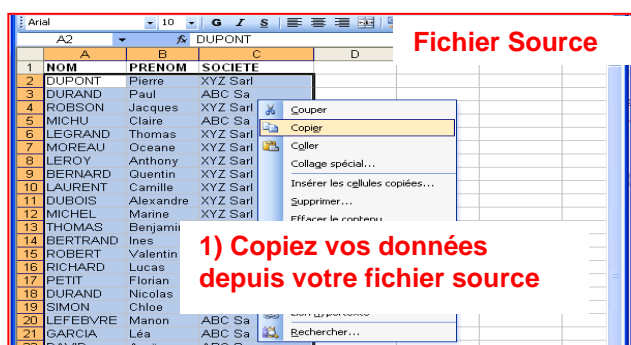 Arial 10 G I S
A2 fx DUPONT
Fichier Source
A B C D
1 NOM PRENOM SOCIETE
2 DUPONT Pierre XYZ Sarl
3 DURAND Paul ABC Sa
4 ROBSON Jacques XYZ Sarl
Couper
5 MICHU Claire ABC Sa
Copier
6 LEGRAND Thomas XYZ Sarl
7 MOREAU Oceane XYZ Sarl
Coller
8 LEROY Anthony XYZ Sarl
Collage spécial...
9 BERNARD Quentin XYZ Sarl
10 LAURENT Camille XYZ Sarl
Insérer les cellules copiées...
11 DUBOIS Alexandre XYZ Sarl
Supprimer...
12 MICHEL Marine XYZ Sarl
Effacer le contenu
13 THOMAS Benjamin
14 BERTRAND Ines
15 ROBERT Valentin
1) Copiez vos données
depuis votre fichier source
16 RICHARD Lucas
17 PETIT Florian
18 DURAND Nicolas
19 SIMON Chloe
20 LEFEBVRE Manon ABC Sa
21 GARCIA Léa ABC Sa
Rechercher...